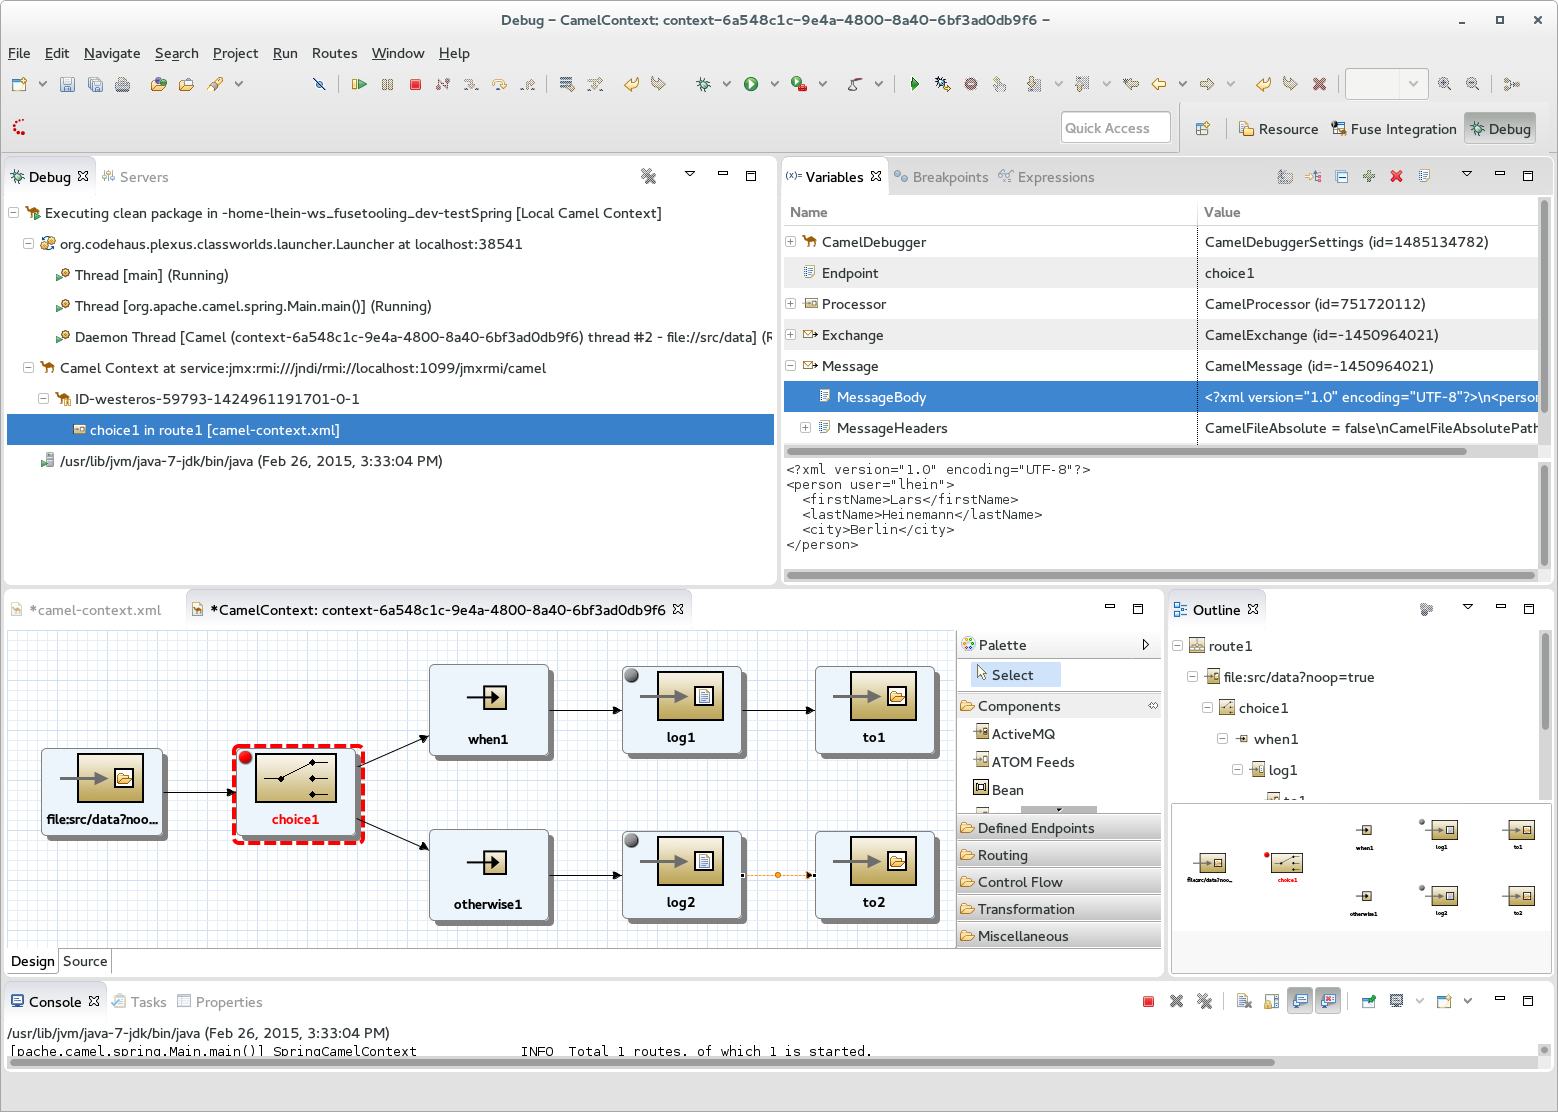 Debug – CamelContext: context-6a548c1c-9e4a-4800-8a40-6bf3ad0db9f6 –
File Edit Navigate Search Project Run Routes Window Help
Quick Access Resource Fuse Integration Debug
Debug Servers
Executing clean package in -home-lhein-ws_fusetooling_dev-testSpring [Local Camel Context]
org.codehaus.plexus.classworlds.launcher.Launcher at localhost:38541
Thread [main] (Running)
Thread [org.apache.camel.spring.Main.main()] (Running)
Daemon Thread [Camel (context-6a548c1c-9e4a-4800-8a40-6bf3ad0db9f6) thread #2 - file://src/data] (R
Camel Context at service:jmx:rmi:///jndi/rmi://localhost:1099/jmxrmi/camel
ID-westeros-59793-1424961191701-0-1
choice1 in route1 [camel-context.xml]
/usr/lib/jvm/java-7-jdk/bin/java (Feb 26, 2015, 3:33:04 PM)
(x)= Variables Breakpoints Expressions
Name Value
CamelDebugger CamelDebuggerSettings (id=1485134782)
Endpoint choice1
Processor CamelProcessor (id=751720112)
Exchange CamelExchange (id=-1450964021)
Message CamelMessage (id=-1450964021)
MessageBody <?xml version="1.0" encoding="UTF-8"?>\n<person
MessageHeaders CamelFileAbsolute = false\nCamelFileAbsolutePath
<?xml version="1.0" encoding="UTF-8"?>
<person user="lhein">
<firstName>Lars</firstName>
<lastName>Heinemann</lastName>
<city>Berlin</city>
</person>
*camel-context.xml *CamelContext: context-6a548c1c-9e4a-4800-8a40-6bf3ad0db9f6
when1 log1 to1
file:src/data?noo... choice1
otherwise1 log2 to2
Design Source
Palette
Select
Components
ActiveMQ
ATOM Feeds
Bean
Defined Endpoints
Routing
Control Flow
Transformation
Miscellaneous
Outline
route1
file:src/data?noop=true
choice1
when1
log1
to1
when1 log1 to1
file:src/data?noo... choice1
otherwise1 log2 to2
Console Tasks Properties
/usr/lib/jvm/java-7-jdk/bin/java (Feb 26, 2015, 3:33:04 PM)
[pache.camel.spring.Main.main()] SpringCamelContext INFO Total 1 routes, of which 1 is started.